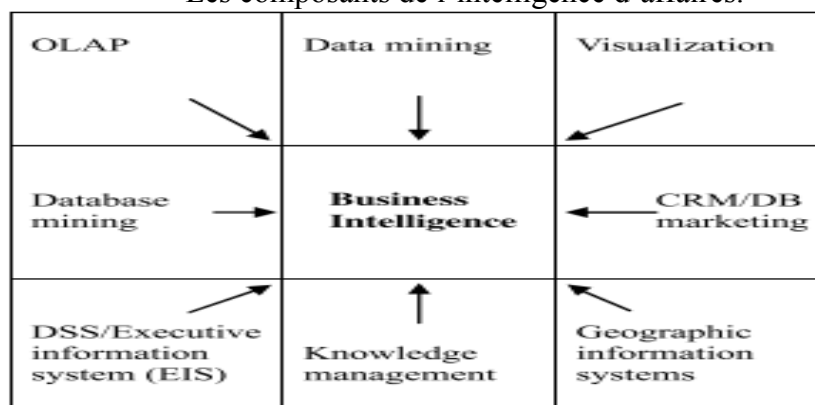 Les composants de l'intelligence d'affaires.
OLAP
Data mining
Visualization
Database
mining
Business
Intelligence
CRM/DB
marketing
DSS/Executive
information
system (EIS)
Knowledge
management
Geographic
information
systems